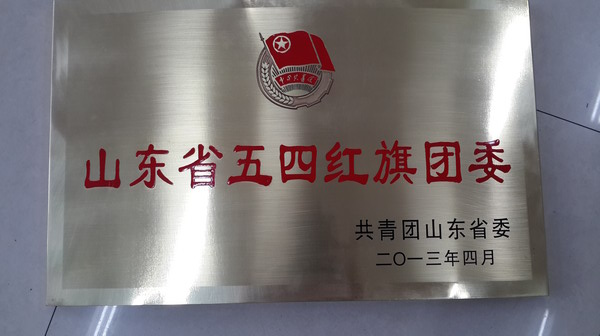 山东省五四红旗团委
共青团山东省委
二〇一三年四月